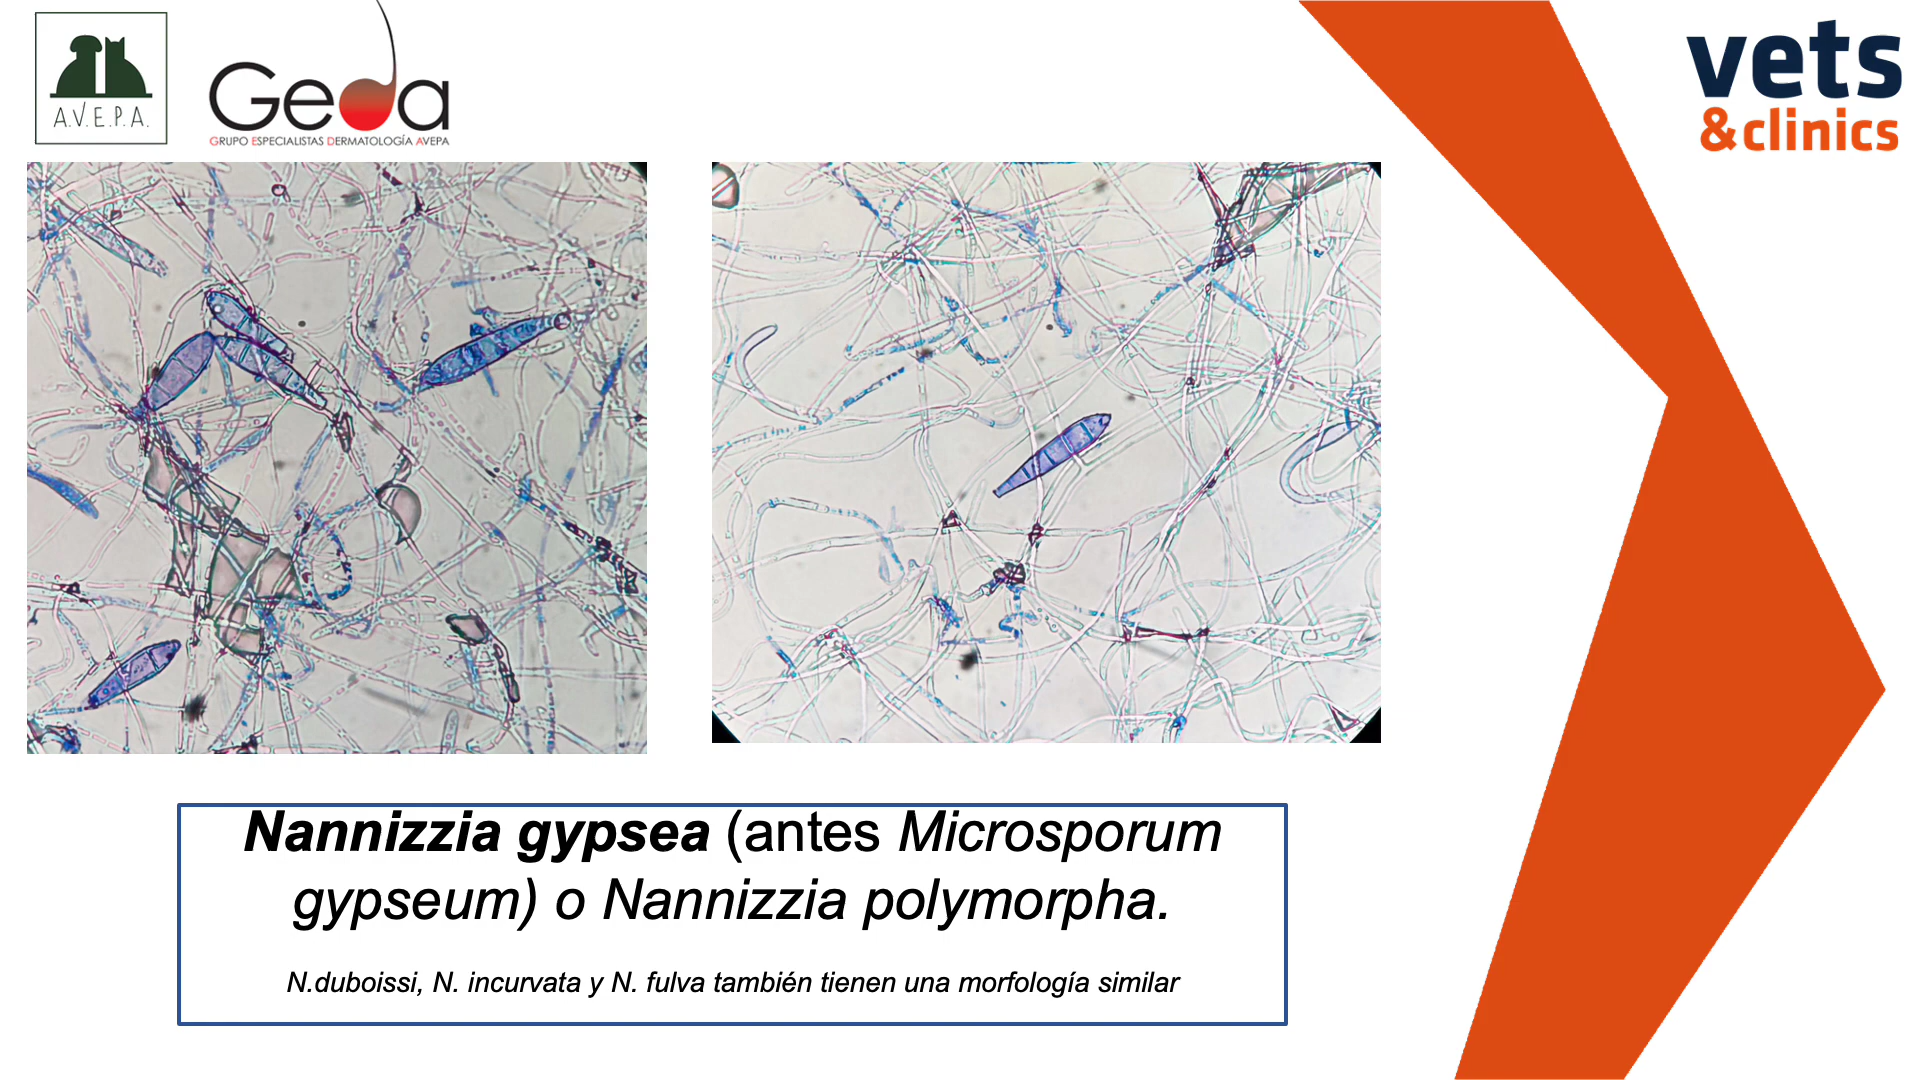 A.V.E.P.A.
Geda
GRUPO ESPECIALISTAS DERMATOLOGÍA AVEPA
vets
&clinics
Nannizzia gypsea (antes Microsporum
gypseum) o Nannizzia polymorpha.
N.duboissi, N. incurvata y N. fulva también tienen una morfología similar